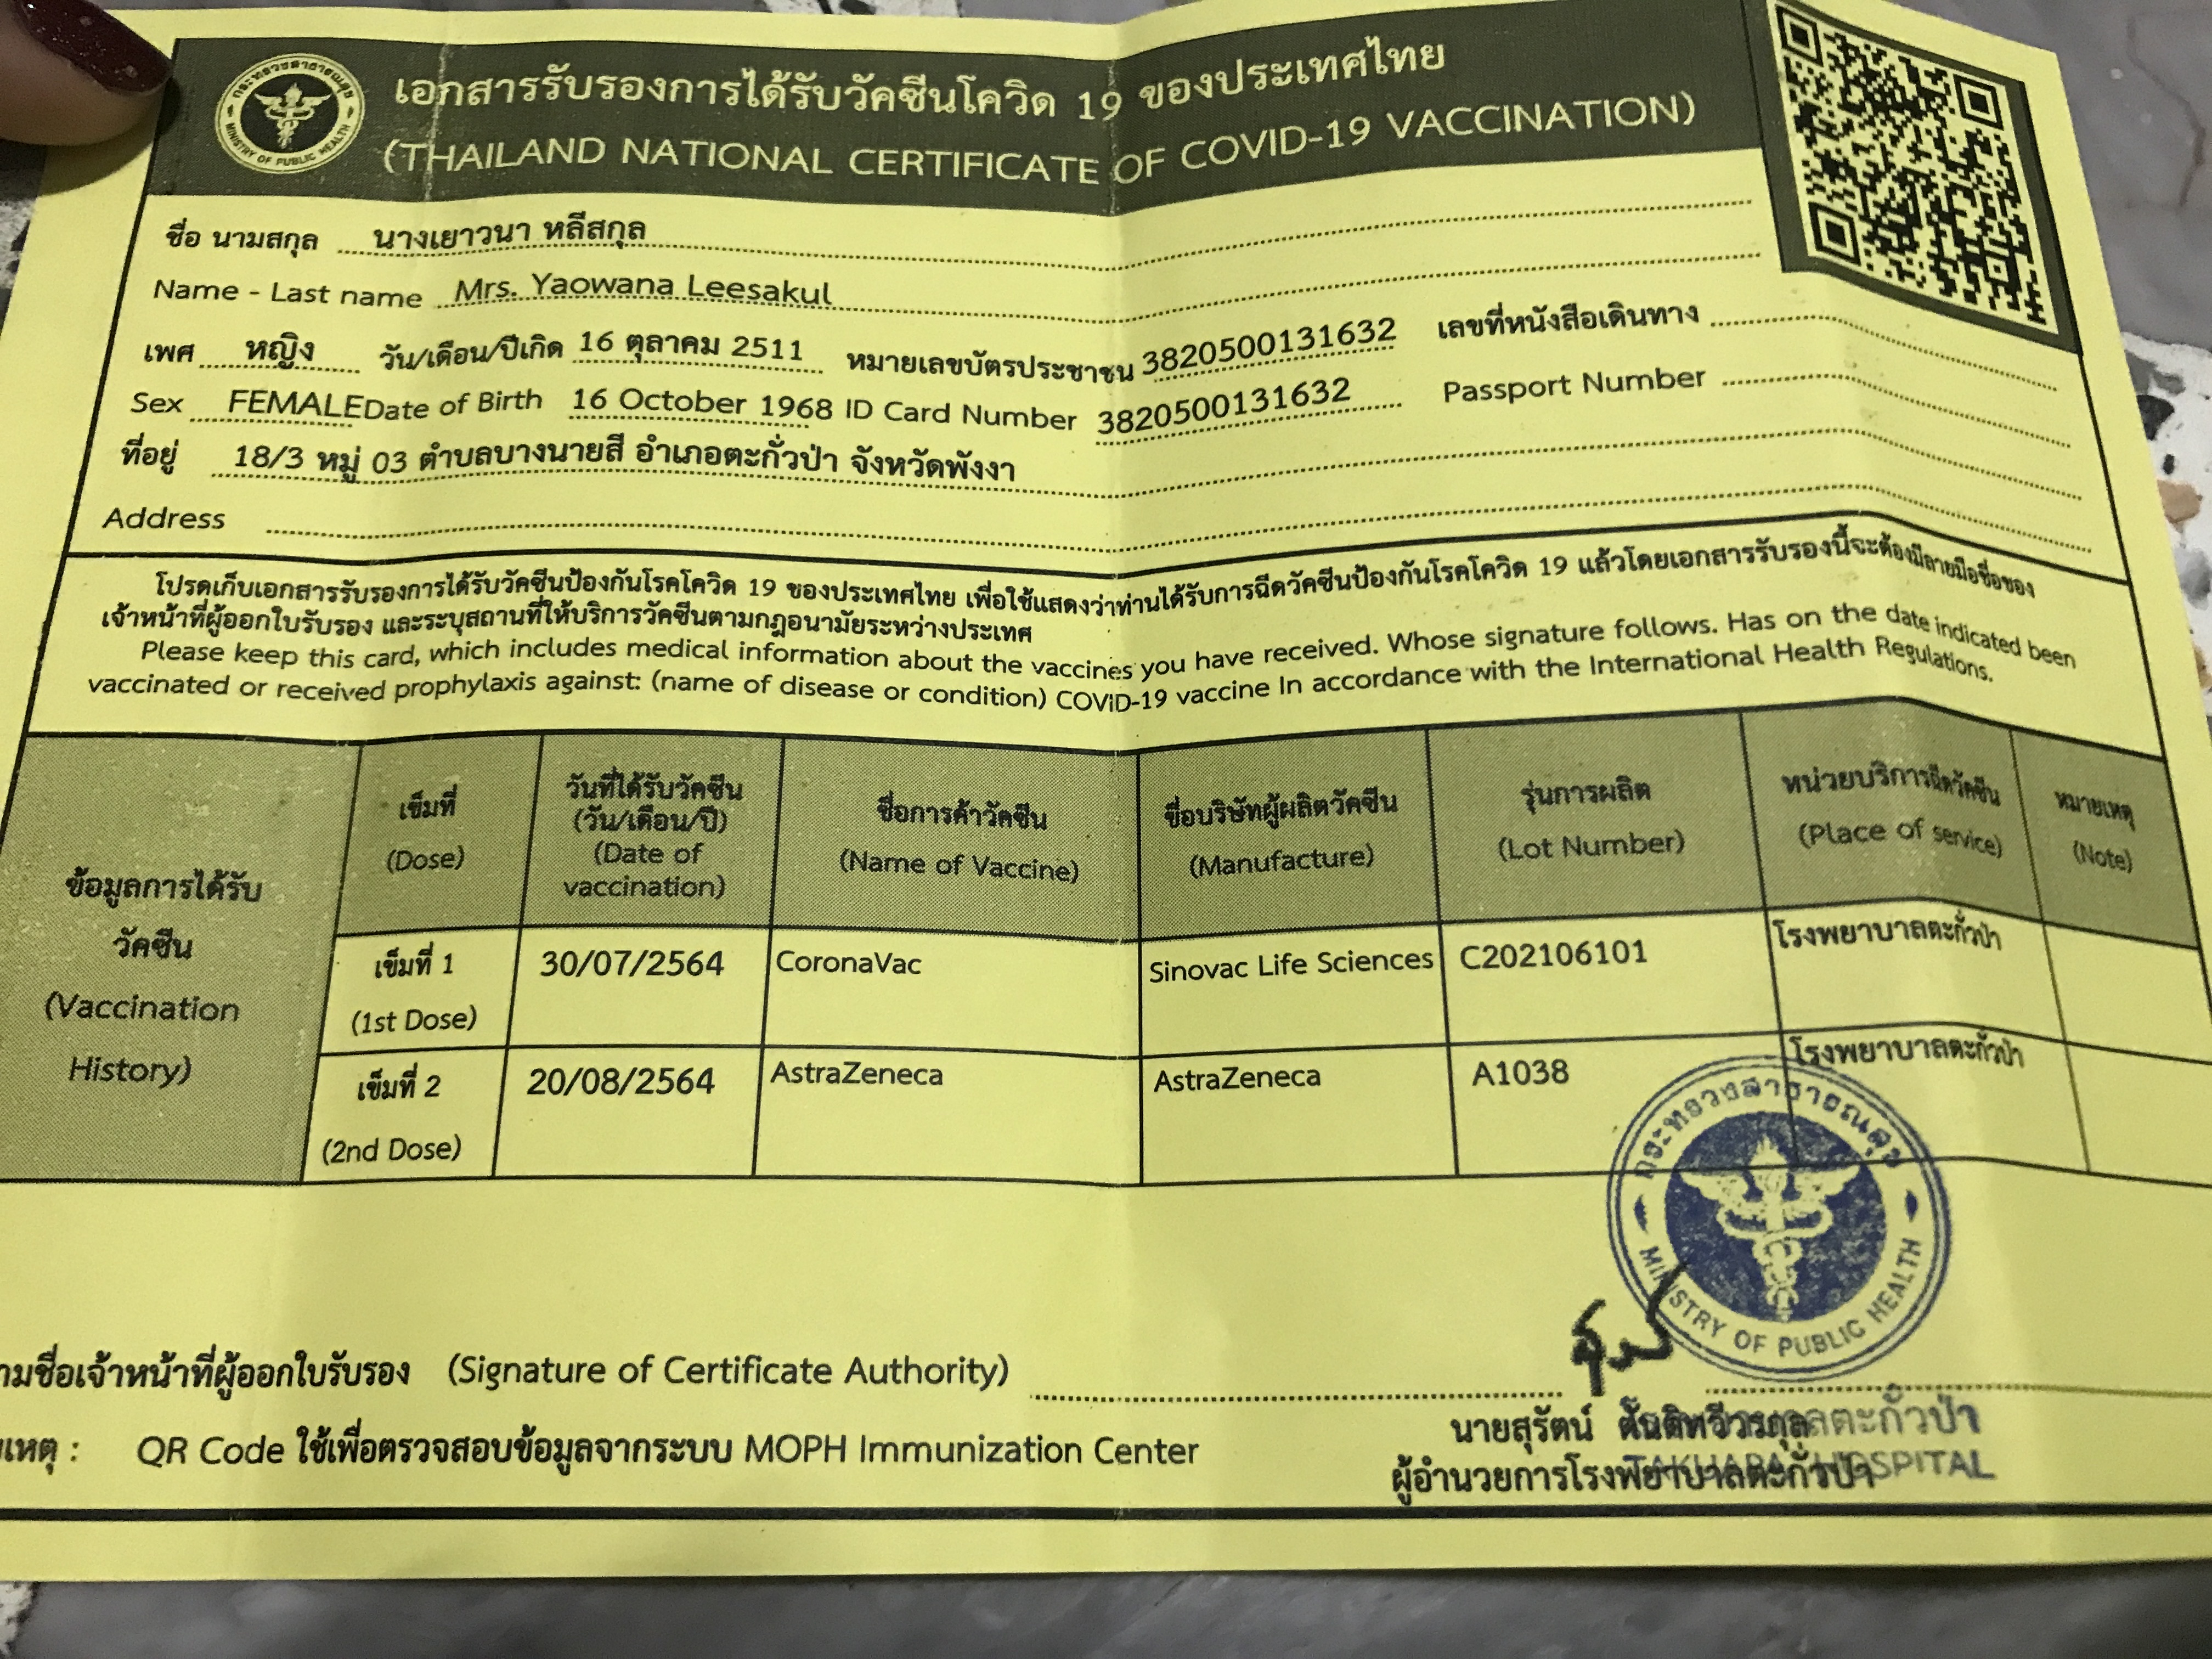 เอกสารรับรองการได้รับวัคซีนโควิด 19 ของประเทศไทย
(THAILAND NATIONAL CERTIFICATE OF COVID-19 VACCINATION)
MINISTRY OF PUBLIC HEALTH
ชื่อ นามสกุล นางเยาวนา หลีสกุล
Name - Last name Mrs. Yaowana Leesakul
เพศ หญิง วัน/เดือน/ปีเกิด 16 ตุลาคม 2511 หมายเลขบัตรประชาชน 3820500131632 เลขที่หนังสือเดินทาง
Sex FEMALE Date of Birth 16 October 1968 ID Card Number 3820500131632 Passport Number
ที่อยู่ 18/3 หมู่ 03 ตำบลบางนายสี อำเภอตะกั่วป่า จังหวัดพังงา
Address
โปรดเก็บเอกสารรับรองการได้รับวัคซีนป้องกันโรคโควิด 19 ของประเทศไทย เพื่อใช้แสดงว่าท่านได้รับการฉีดวัคซีนป้องกันโรคโควิด 19 แล้วโดยเอกสารรับรองนี้จะต้องมีลายมือชื่อของ
เจ้าหน้าที่ผู้ออกใบรับรอง และระบุสถานที่ให้บริการวัคซีนตามกฎอนามัยระหว่างประเทศ
Please keep this card, which includes medical information about the vaccines you have received. Whose signature follows. Has on the date indicated been
vaccinated or received prophylaxis against: (name of disease or condition) COVID-19 vaccine In accordance with the International Health Regulations.
ข้อมูลการได้รับ
วัคซีน
(Vaccination
History)
เข็มที่
(Dose)
วันที่ได้รับวัคซีน
(วัน/เดือน/ปี)
(Date of
vaccination)
ชื่อการค้าวัคซีน
(Name of Vaccine)
ชื่อบริษัทผู้ผลิตวัคซีน
(Manufacture)
รุ่นการผลิต
(Lot Number)
หน่วยบริการฉีดวัคซีน
(Place of service)
หมายเหตุ
(Note)
เข็มที่ 1
(1st Dose)
30/07/2564
CoronaVac
Sinovac Life Sciences
C202106101
โรงพยาบาลตะกั่วป่า
เข็มที่ 2
(2nd Dose)
20/08/2564
AstraZeneca
AstraZeneca
A1038
โรงพยาบาลตะกั่วป่า
กระทรวงสาธารณสุข
MINISTRY OF PUBLIC HEALTH
ชื่อเจ้าหน้าที่ผู้ออกใบรับรอง (Signature of Certificate Authority)
นายสุรัตน์
ผู้อำนวยการโรงพยาบาลตะกั่วป่า
HOSPITAL
QR Code ใช้เพื่อตรวจสอบข้อมูลจากระบบ MOPH Immunization Center